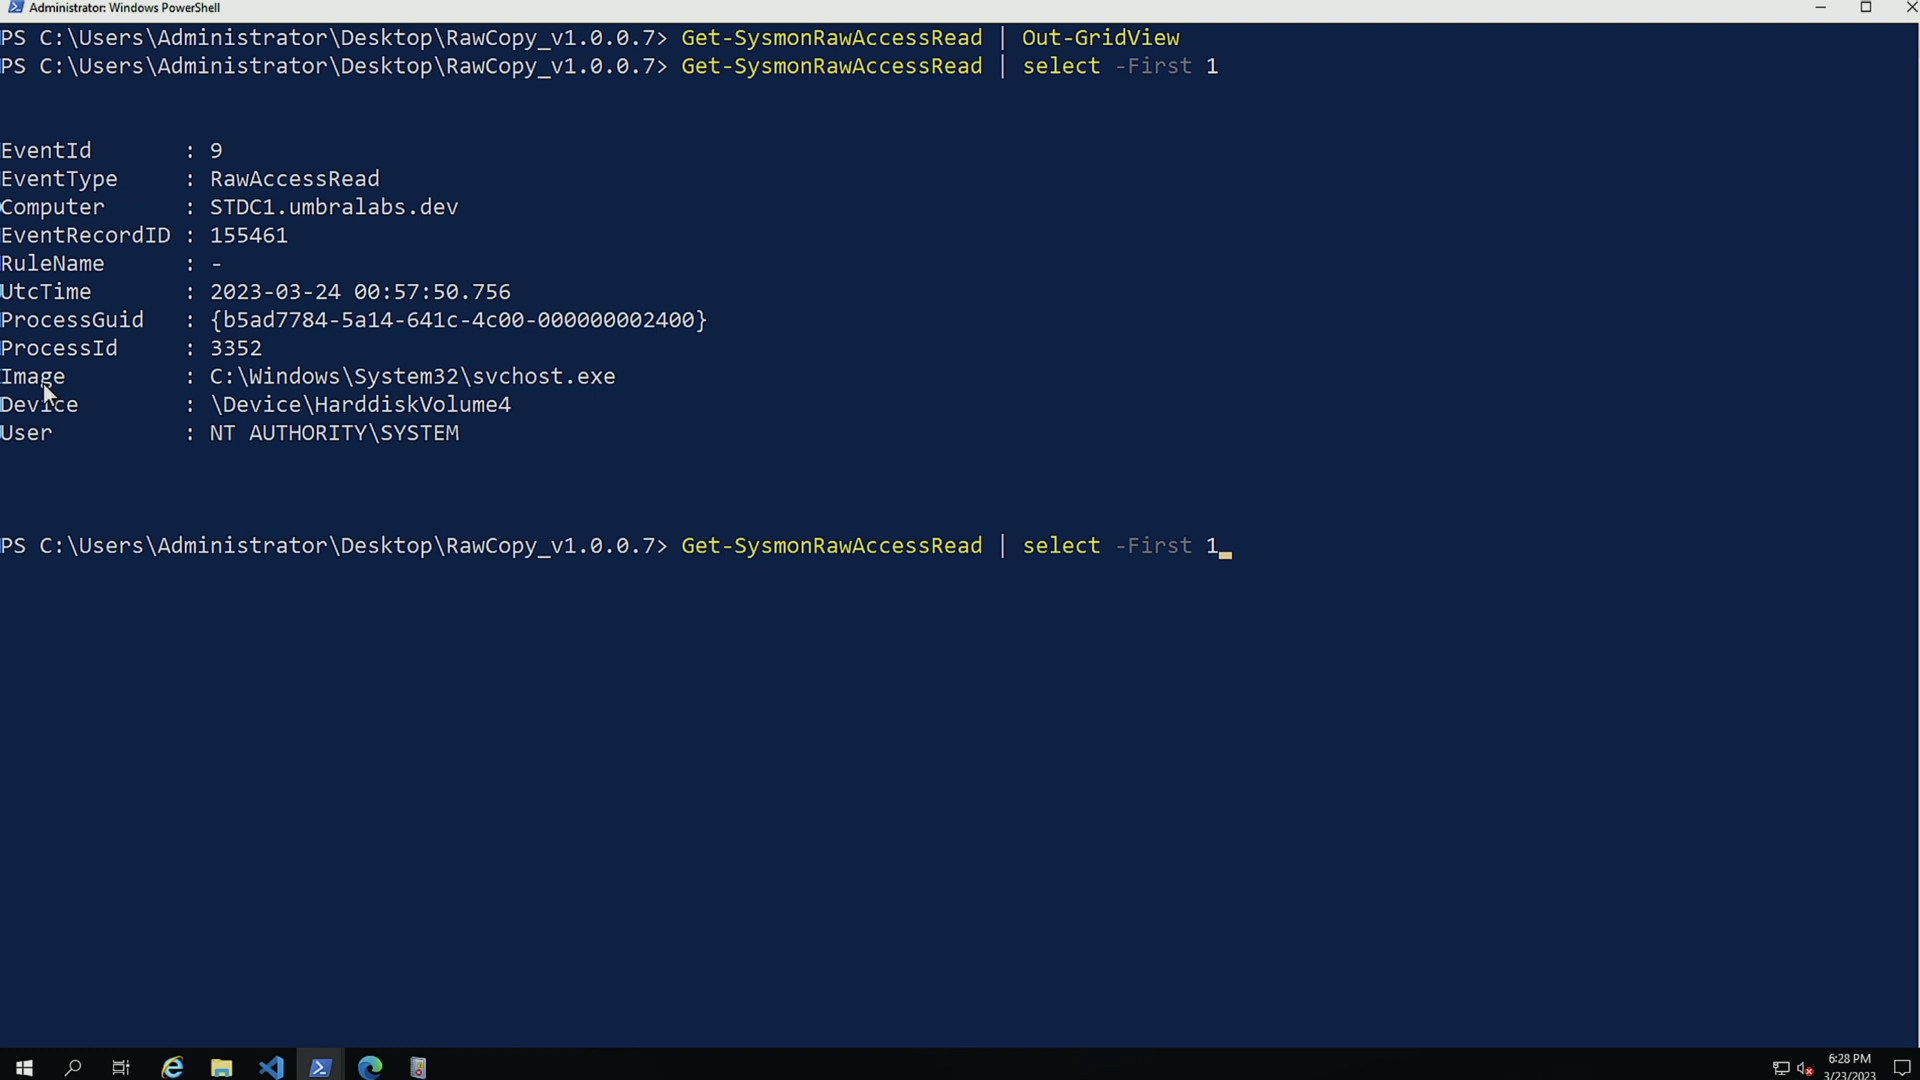 Administrator: Windows PowerShell
PS C:\Users\Administrator\Desktop\RawCopy_v1.0.0.7> Get-SysmonRawAccessRead | Out-GridView
PS C:\Users\Administrator\Desktop\RawCopy_v1.0.0.7> Get-SysmonRawAccessRead | select -First 1
EventId : 9
EventType : RawAccessRead
Computer : STDC1.umbralabs.dev
EventRecordID : 155461
RuleName : -
UtcTime : 2023-03-24 00:57:50.756
ProcessGuid : {b5ad7784-5a14-641c-4c00-000000002400}
ProcessId : 3352
Image : C:\Windows\System32\svchost.exe
Device : \Device\HarddiskVolume4
User : NT AUTHORITY\SYSTEM
PS C:\Users\Administrator\Desktop\RawCopy_v1.0.0.7> Get-SysmonRawAccessRead | select -First 1
6:28 PM
3/23/2023